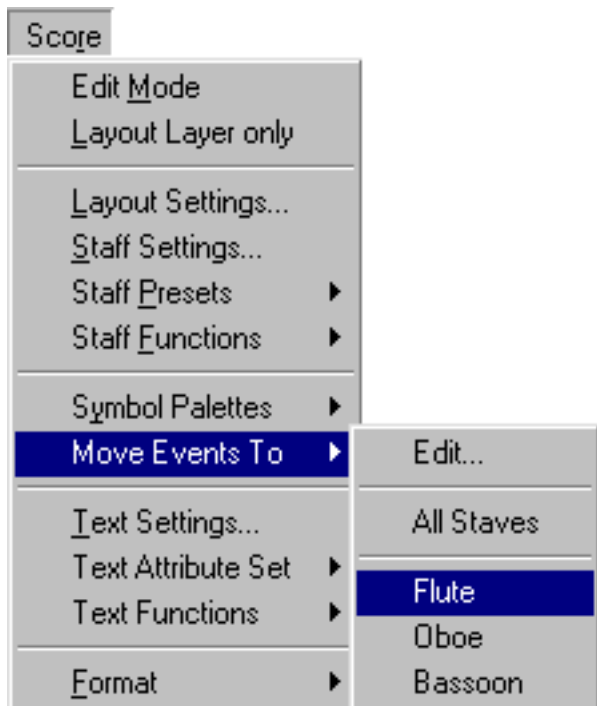 Score
Edit Mode
Layout Layer only
Layout Settings...
Staff Settings...
Staff Presets
Staff Functions
Symbol Palettes
Move Events To
Text Settings...
Text Attribute Set
Text Functions
Format
Edit...
All Staves
Flute
Oboe
Bassoon